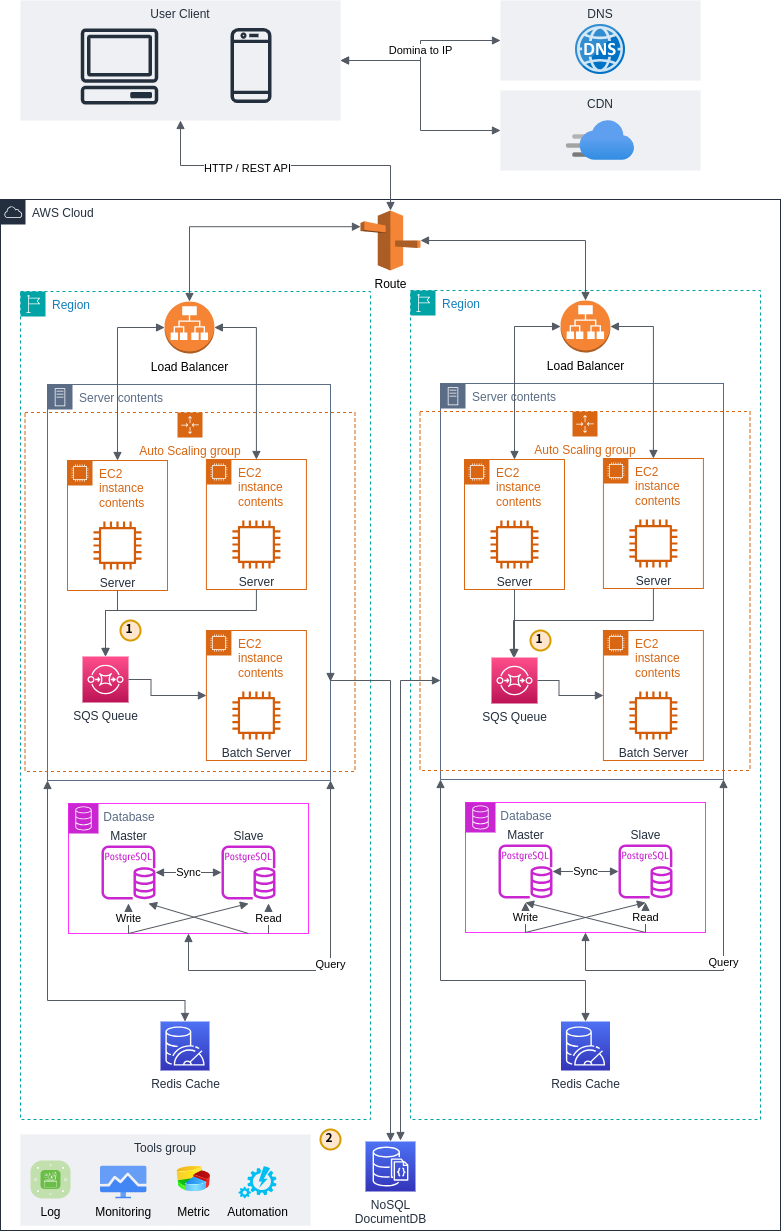 User Client
DNS
DNS
Domina to IP
CDN
HTTP / REST API
AWS Cloud
Route
Region
Load Balancer
Server contents
Auto Scaling group
EC2
instance
contents
Server
EC2
instance
contents
Server
1
SQS Queue
EC2
instance
contents
Batch Server
Database
Master
Slave
PostgreSQL
Sync
PostgreSQL
Write
Read
Query
Redis Cache
Region
Load Balancer
Server contents
Auto Scaling group
EC2
instance
contents
Server
EC2
instance
contents
Server
1
SQS Queue
EC2
instance
contents
Batch Server
Database
Master
Slave
PostgreSQL
Sync
PostgreSQL
Write
Read
Query
Redis Cache
Tools group
Log
Monitoring
Metric
Automation
2
NoSQL
DocumentDB